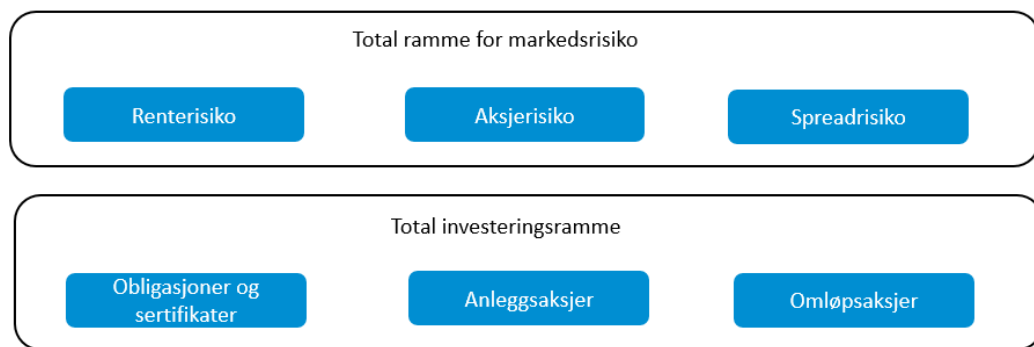 Total ramme for markedsrisiko
Renterisiko
Aksjerisiko
Spreadrisiko
Total investeringsramme
Obligasjoner og
sertifikater
Anleggsaksjer
Omløpsaksjer